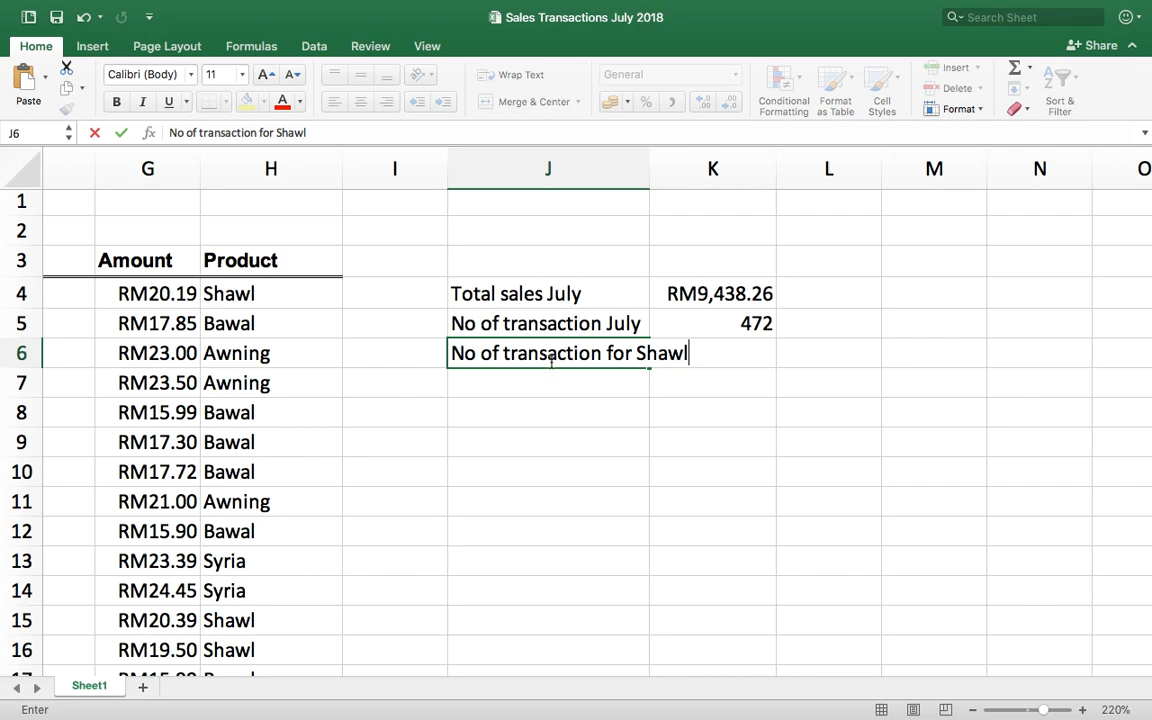 Sales Transactions July 2018
Search Sheet
Home Insert Page Layout Formulas Data Review View
Share
Paste
Calibri (Body) 11
A A
B I U A
Wrap Text
Merge & Center
General
%
Conditional Formatting
Format as Table
Cell Styles
Insert
Delete
Format
Σ
Sort & Filter
J6 fx No of transaction for Shawl
G H I J K L M N O
1
2
3 Amount Product
4 RM20.19 Shawl Total sales July RM9,438.26
5 RM17.85 Bawal No of transaction July 472
6 RM23.00 Awning No of transaction for Shawl
7 RM23.50 Awning
8 RM15.99 Bawal
9 RM17.30 Bawal
10 RM17.72 Bawal
11 RM21.00 Awning
12 RM15.90 Bawal
13 RM23.39 Syria
14 RM24.45 Syria
15 RM20.39 Shawl
16 RM19.50 Shawl
Sheet1
Enter 220%